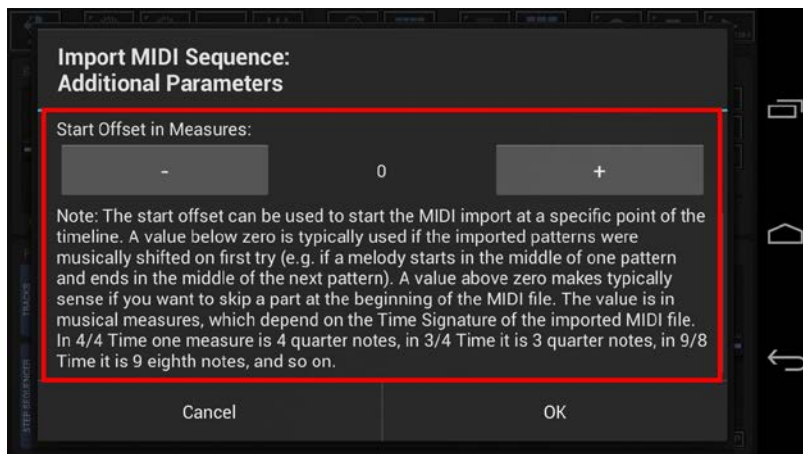 Import MIDI Sequence:
Additional Parameters
Start Offset in Measures:
- 0 +
Note: The start offset can be used to start the MIDI import at a specific point of the
timeline. A value below zero is typically used if the imported patterns were
musically shifted on first try (e.g. if a melody starts in the middle of one pattern
and ends in the middle of the next pattern). A value above zero makes typically
sense if you want to skip a part at the beginning of the MIDI file. The value is in
musical measures, which depend on the Time Signature of the imported MIDI file.
In 4/4 Time one measure is 4 quarter notes, in 3/4 Time it is 3 quarter notes, in 9/8
Time it is 9 eighth notes, and so on.
Cancel OK
TRACKS
STEP SEQUENCER